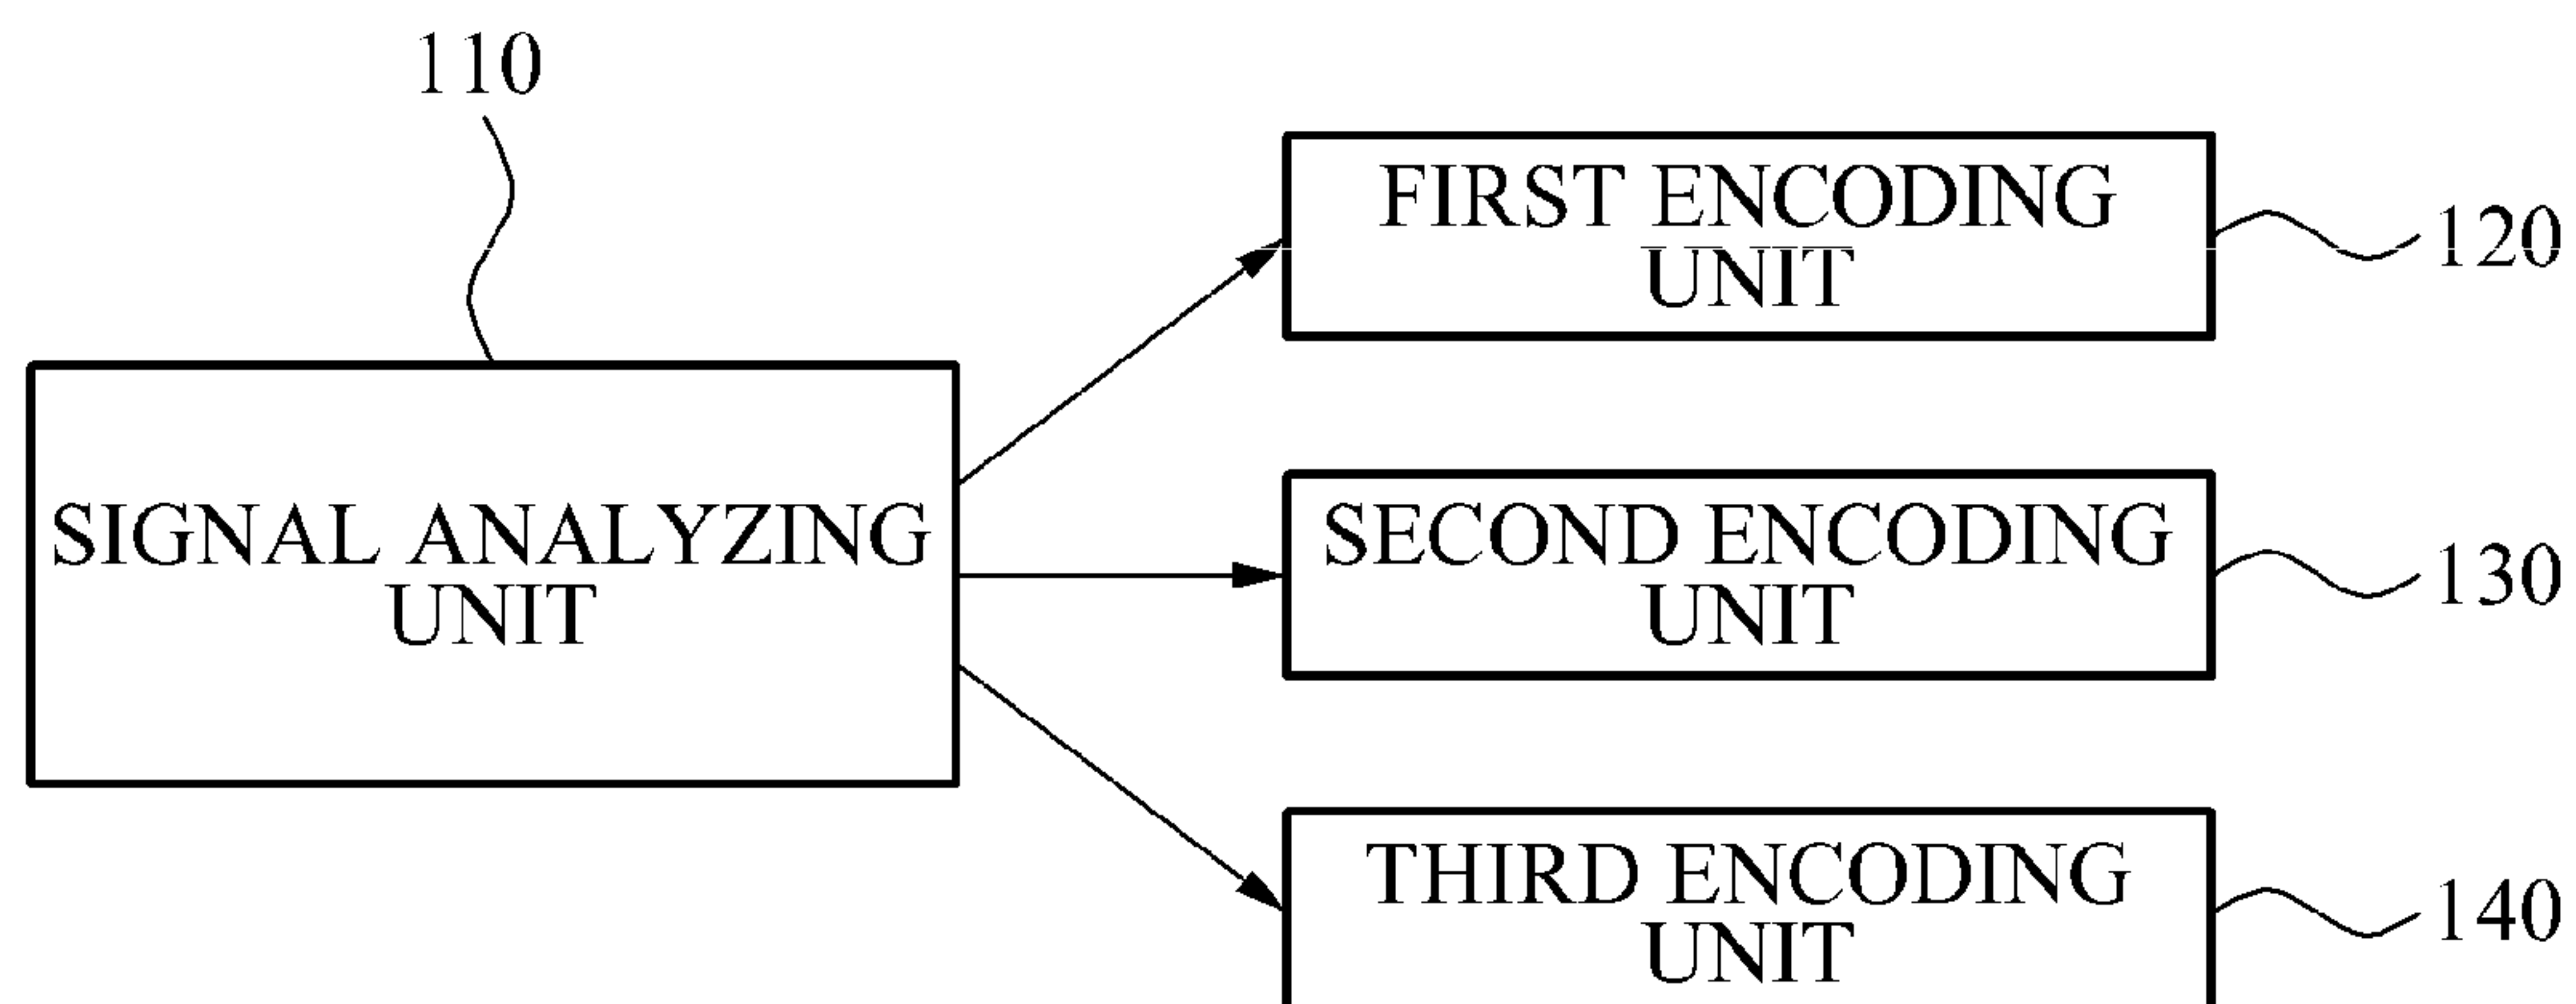 110
FIRST ENCODING
UNIT
120
SIGNAL ANALYZING
UNIT
SECOND ENCODING
UNIT
130
THIRD ENCODING
UNIT
140